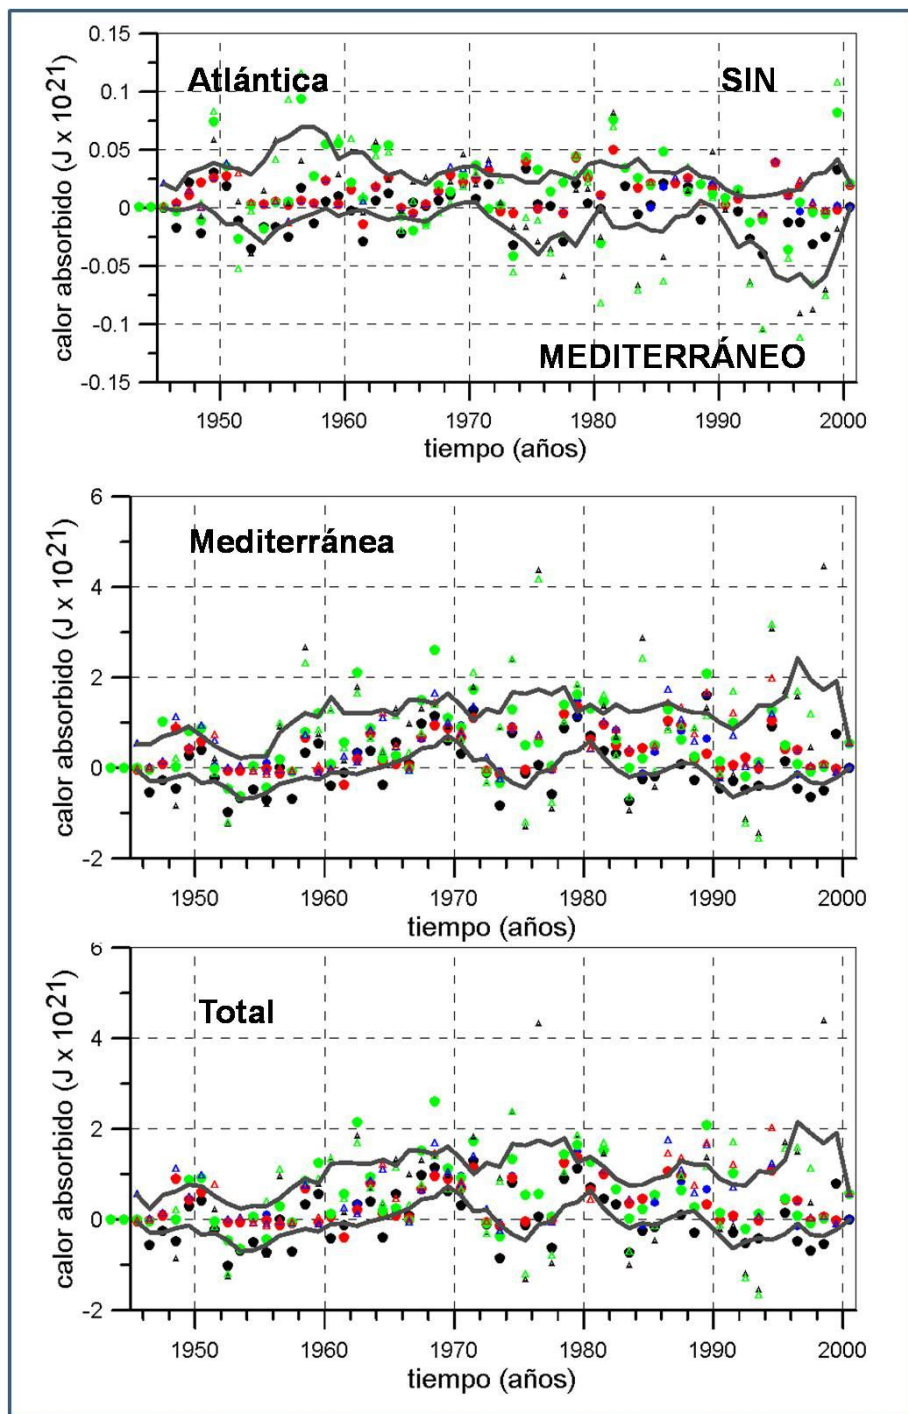 0.15
Atlántica SIN
0.1
0.05
0
-0.05
-0.1
MEDITERRÁNEO
-0.15
calor absorbido (J x 10²¹)
1950 1960 1970 1980 1990 2000
tiempo (años)
6
Mediterránea
4
2
0
-2
calor absorbido (J x 10²¹)
1950 1960 1970 1980 1990 2000
tiempo (años)
6
Total
4
2
0
-2
calor absorbido (J x 10²¹)
1950 1960 1970 1980 1990 2000
tiempo (años)